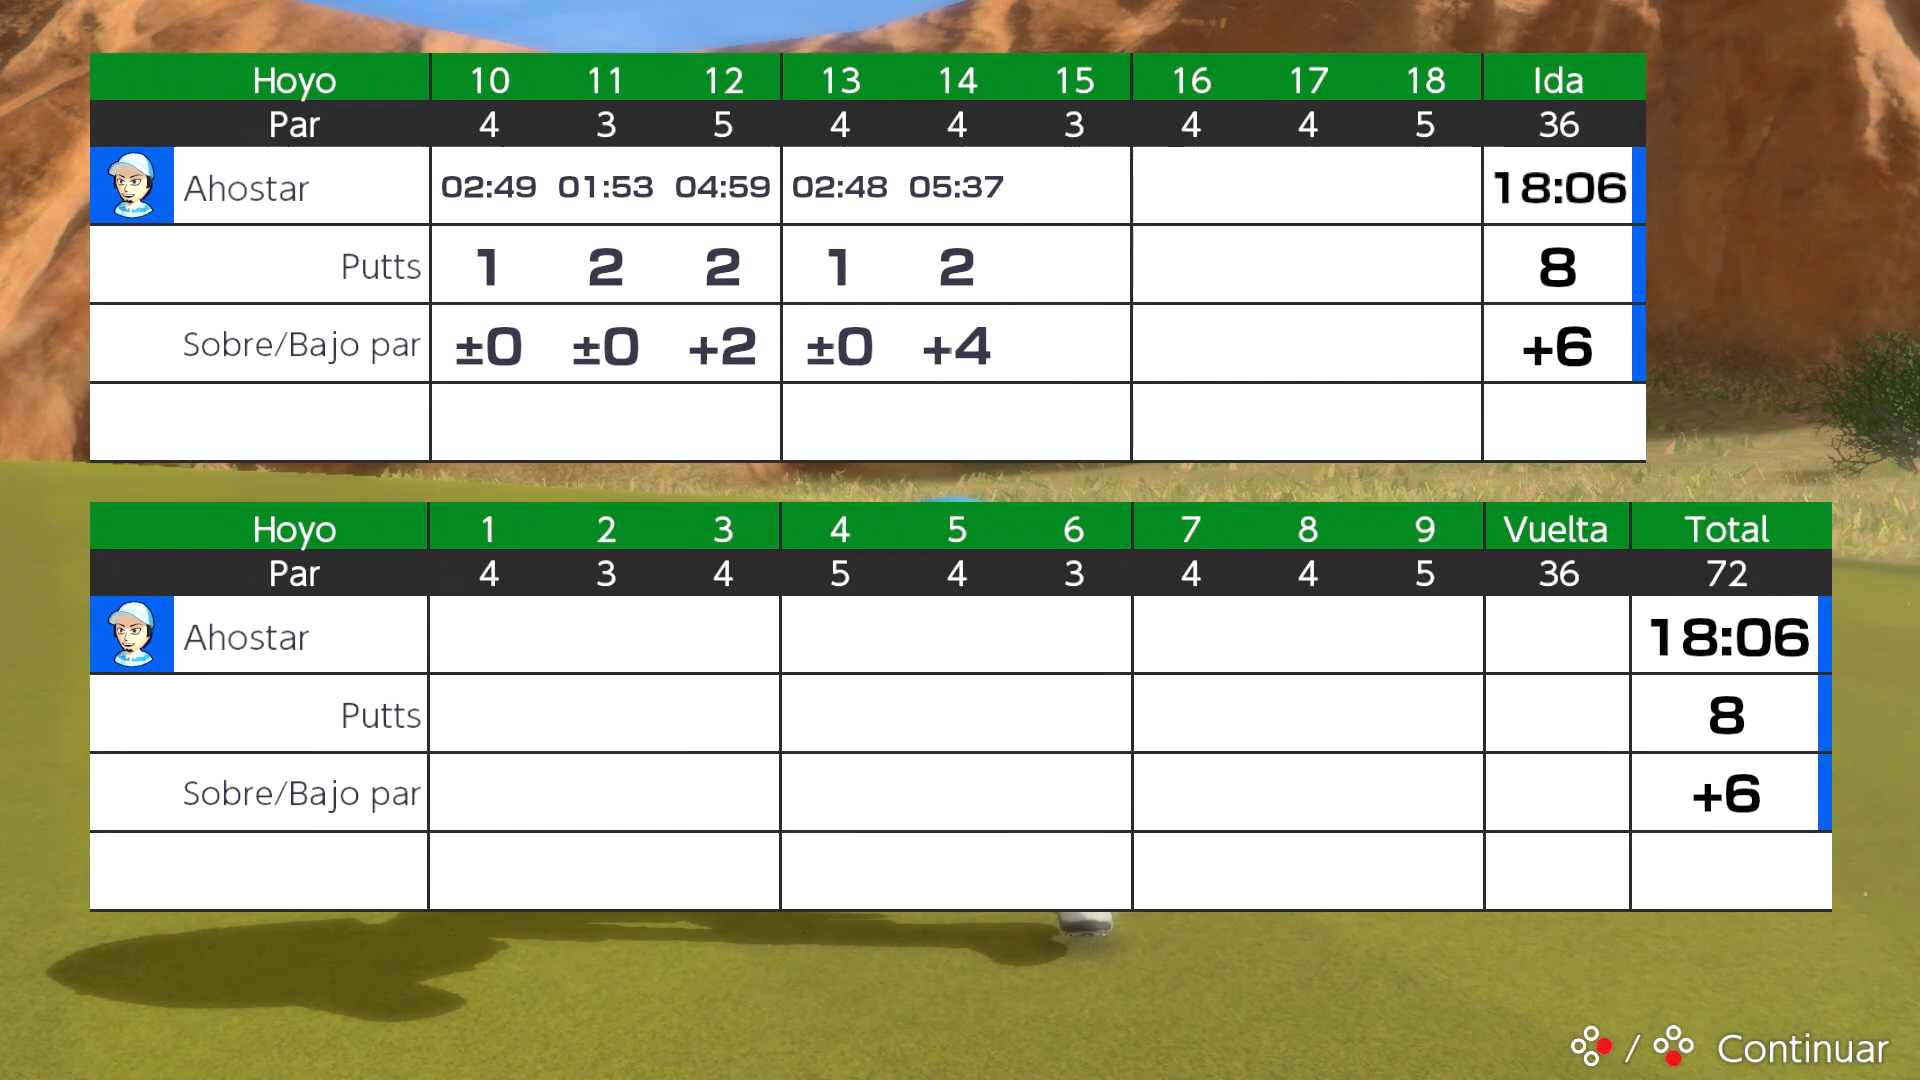 Hoyo 10 11 12 13 14 15 16 17 18 Ida
Par 4 3 5 4 4 3 4 4 5 36
Ahostar 02:49 01:53 04:59 02:48 05:37 18:06
Putts 1 2 2 1 2 8
Sobre/Bajo par ±0 ±0 +2 ±0 +4 +6
Hoyo 1 2 3 4 5 6 7 8 9 Vuelta Total
Par 4 3 4 5 4 3 4 4 5 36 72
Ahostar 18:06
Putts 8
Sobre/Bajo par +6
/ Continuar